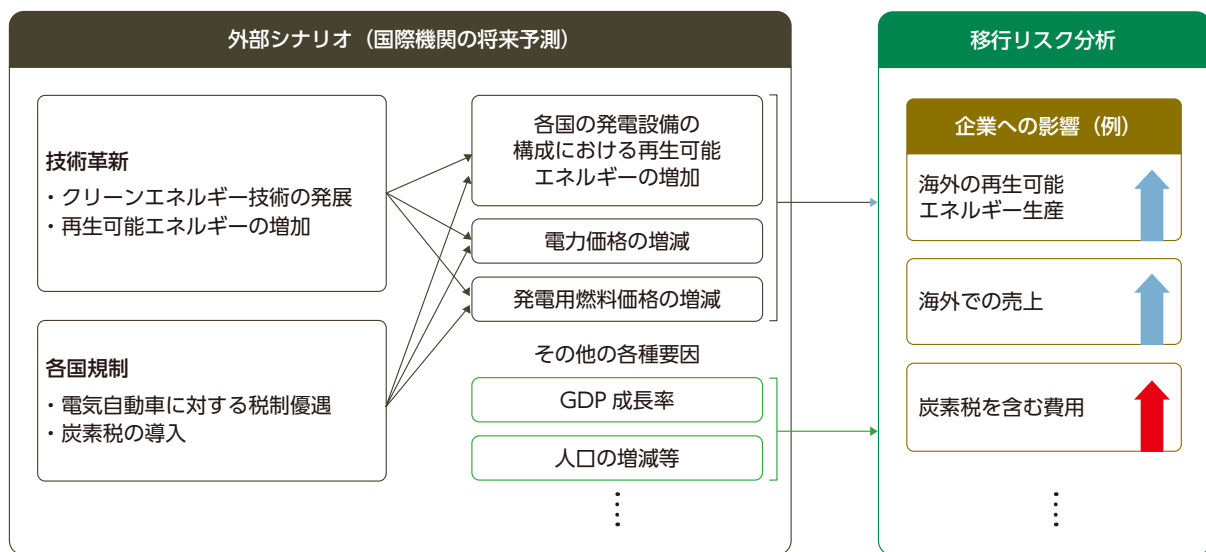 外部シナリオ（国際機関の将来予測）
技術革新
・クリーンエネルギー技術の発展
・再生可能エネルギーの増加
各国規制
・電気自動車に対する税制優遇
・炭素税の導入
各国の発電設備の
構成における再生可能
エネルギーの増加
電力価格の増減
発電用燃料価格の増減
その他の各種要因
GDP 成長率
人口の増減等
移行リスク分析
企業への影響（例）
海外の再生可能
エネルギー生産
海外での売上
炭素税を含む費用